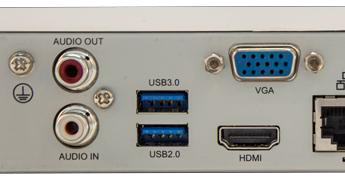 AUDIO OUT
USB3.0
VGA
USB2.0
AUDIO IN
HDMI